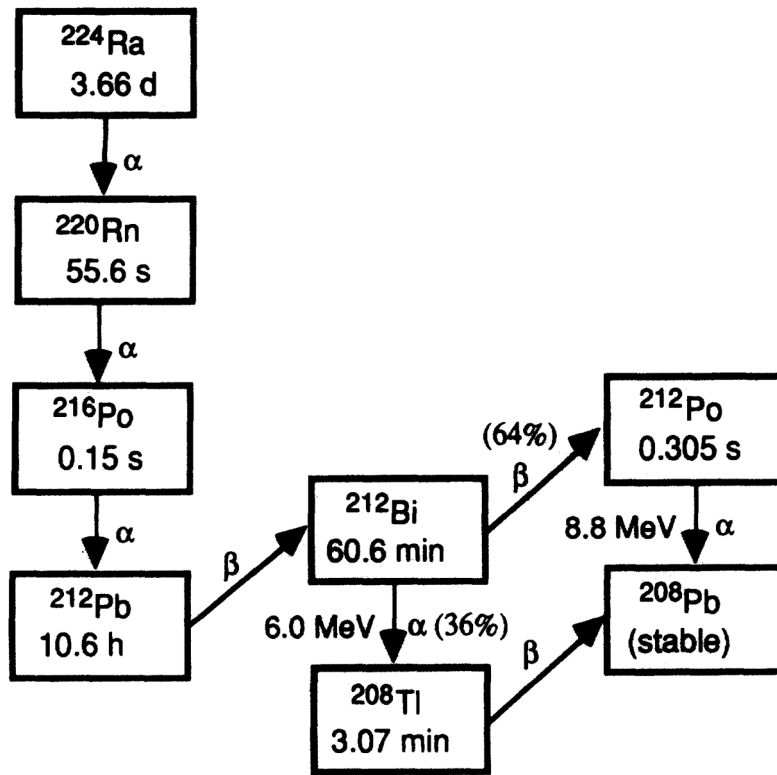 ²²⁴Ra
3.66 d
α
²²⁰Rn
55.6 s
α
²¹⁶Po
0.15 s
α
²¹²Pb
10.6 h
β
²¹²Bi
60.6 min
6.0 MeV α (36%)
²⁰⁸Tl
3.07 min
(64%)
β
²¹²Po
0.305 s
8.8 MeV α
β
²⁰⁸Pb
(stable)